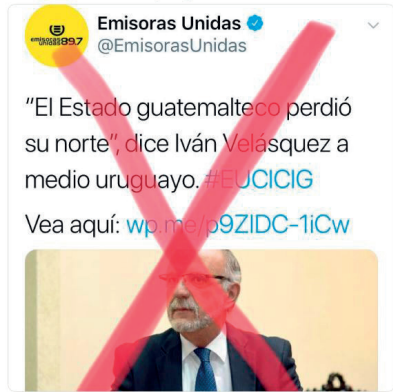 Emisoras Unidas
emisoras
unidas 89.7
@EmisorasUnidas
“El Estado guatemalteco perdió
su norte”, dice Iván Velásquez a
medio uruguayo. #EUCICIG
Vea aquí: wp.me/p9ZIDC-1iCw